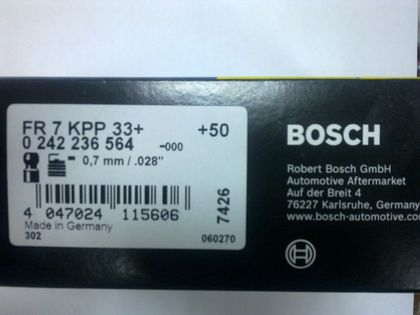 FR 7 KPP 33+ +50
0 242 236 564 -000
0,7 mm / .028"
4 047024 115606
7426
Made in Germany
302 060270
BOSCH
Robert Bosch GmbH
Automotive Aftermarket
Auf der Breit 4
76227 Karlsruhe, Germany
www.bosch-automotive.com